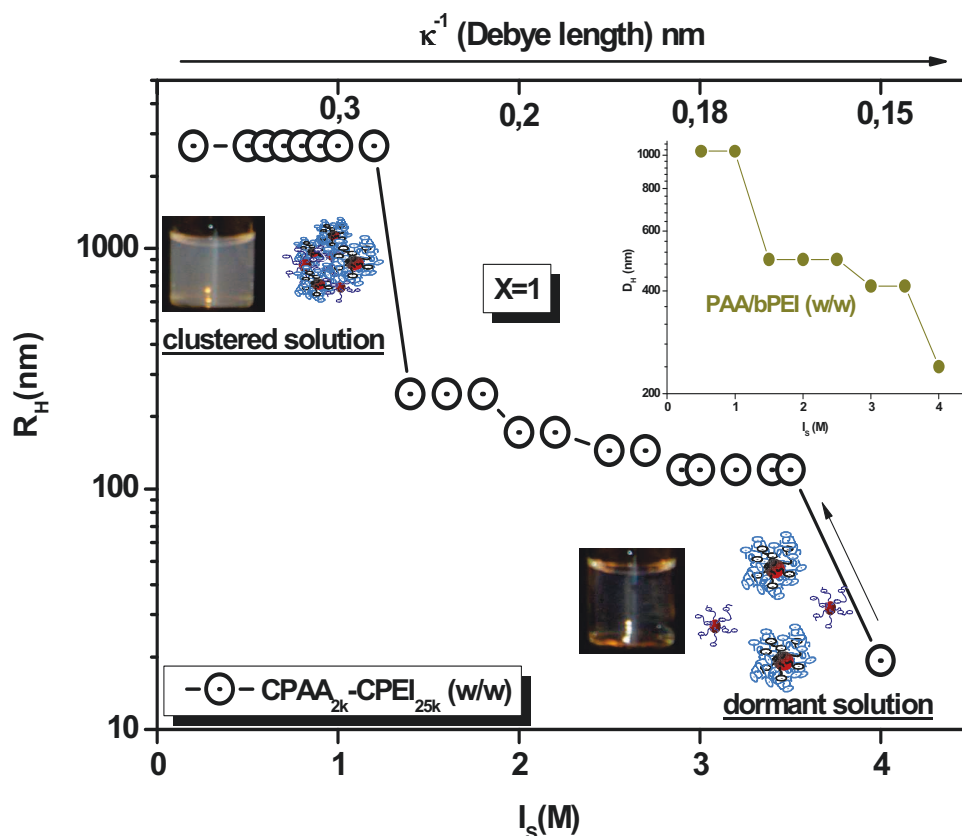 κ⁻¹ (Debye length) nm
0,3 0,2 0,18 0,15
1000
100
10
R_H(nm)
0 1 2 3 4
I_S(M)
clustered solution
X=1
dormant solution
CPAA_2k-CPEI_25k (w/w)
1000
800
600
400
200
D_H (nm)
PAA/bPEI (w/w)
0 1 2 3 4
I_S (M)